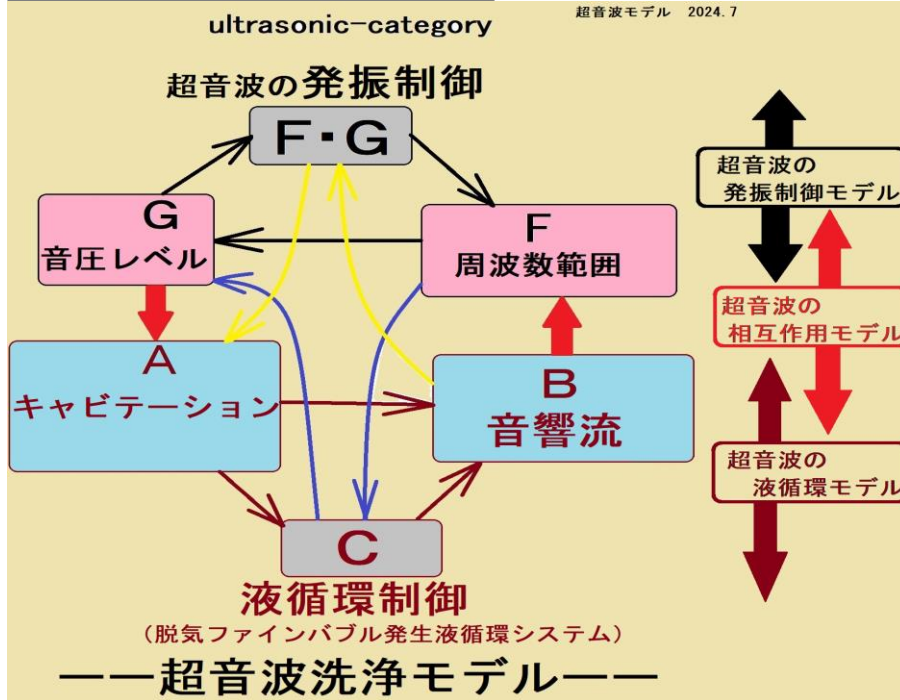 ultrasonic-category
超音波モデル 2024.7
超音波の発振制御
F・G
G
音圧レベル
F
周波数範囲
A
キャビテーション
B
音響流
C
液循環制御
(脱気ファインバブル発生液循環システム)
——超音波洗浄モデル——
超音波の
発振制御モデル
超音波の
相互作用モデル
超音波の
液循環モデル